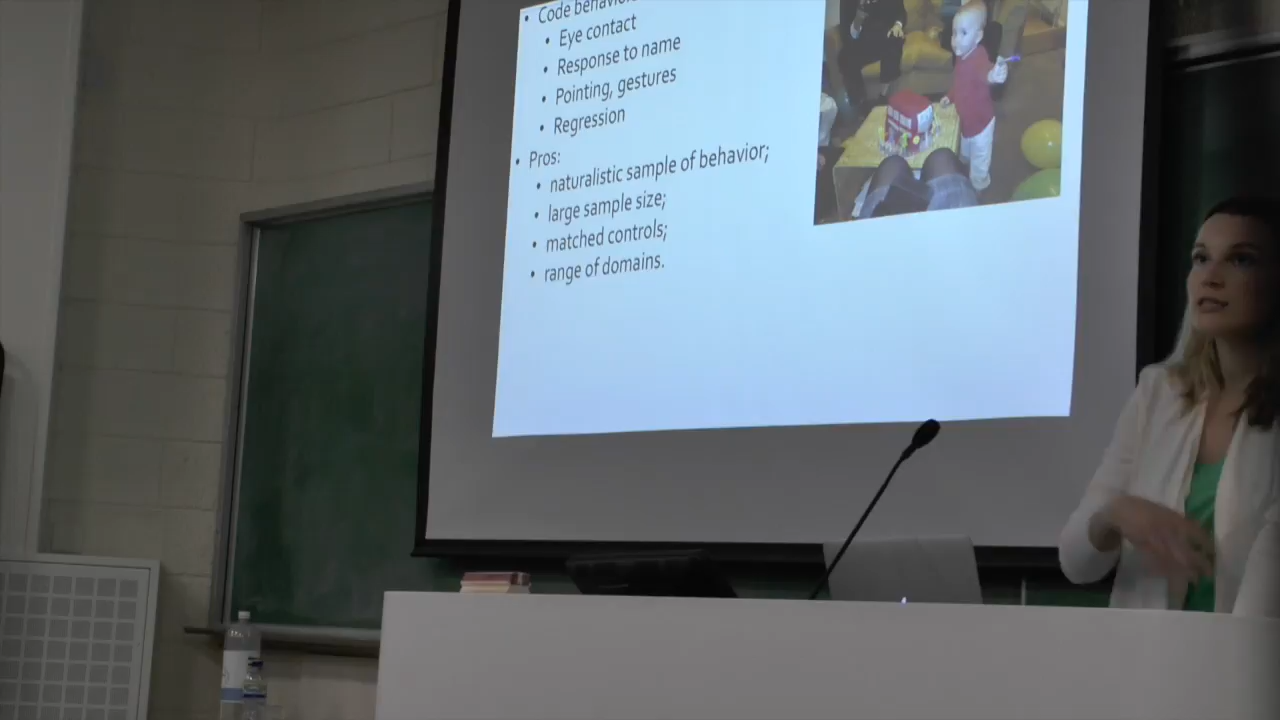 • Code
• Eye contact
• Response to name
• Pointing, gestures
• Regression
• Pros:
• naturalistic sample of behavior;
• large sample size;
• matched controls;
• range of domains.